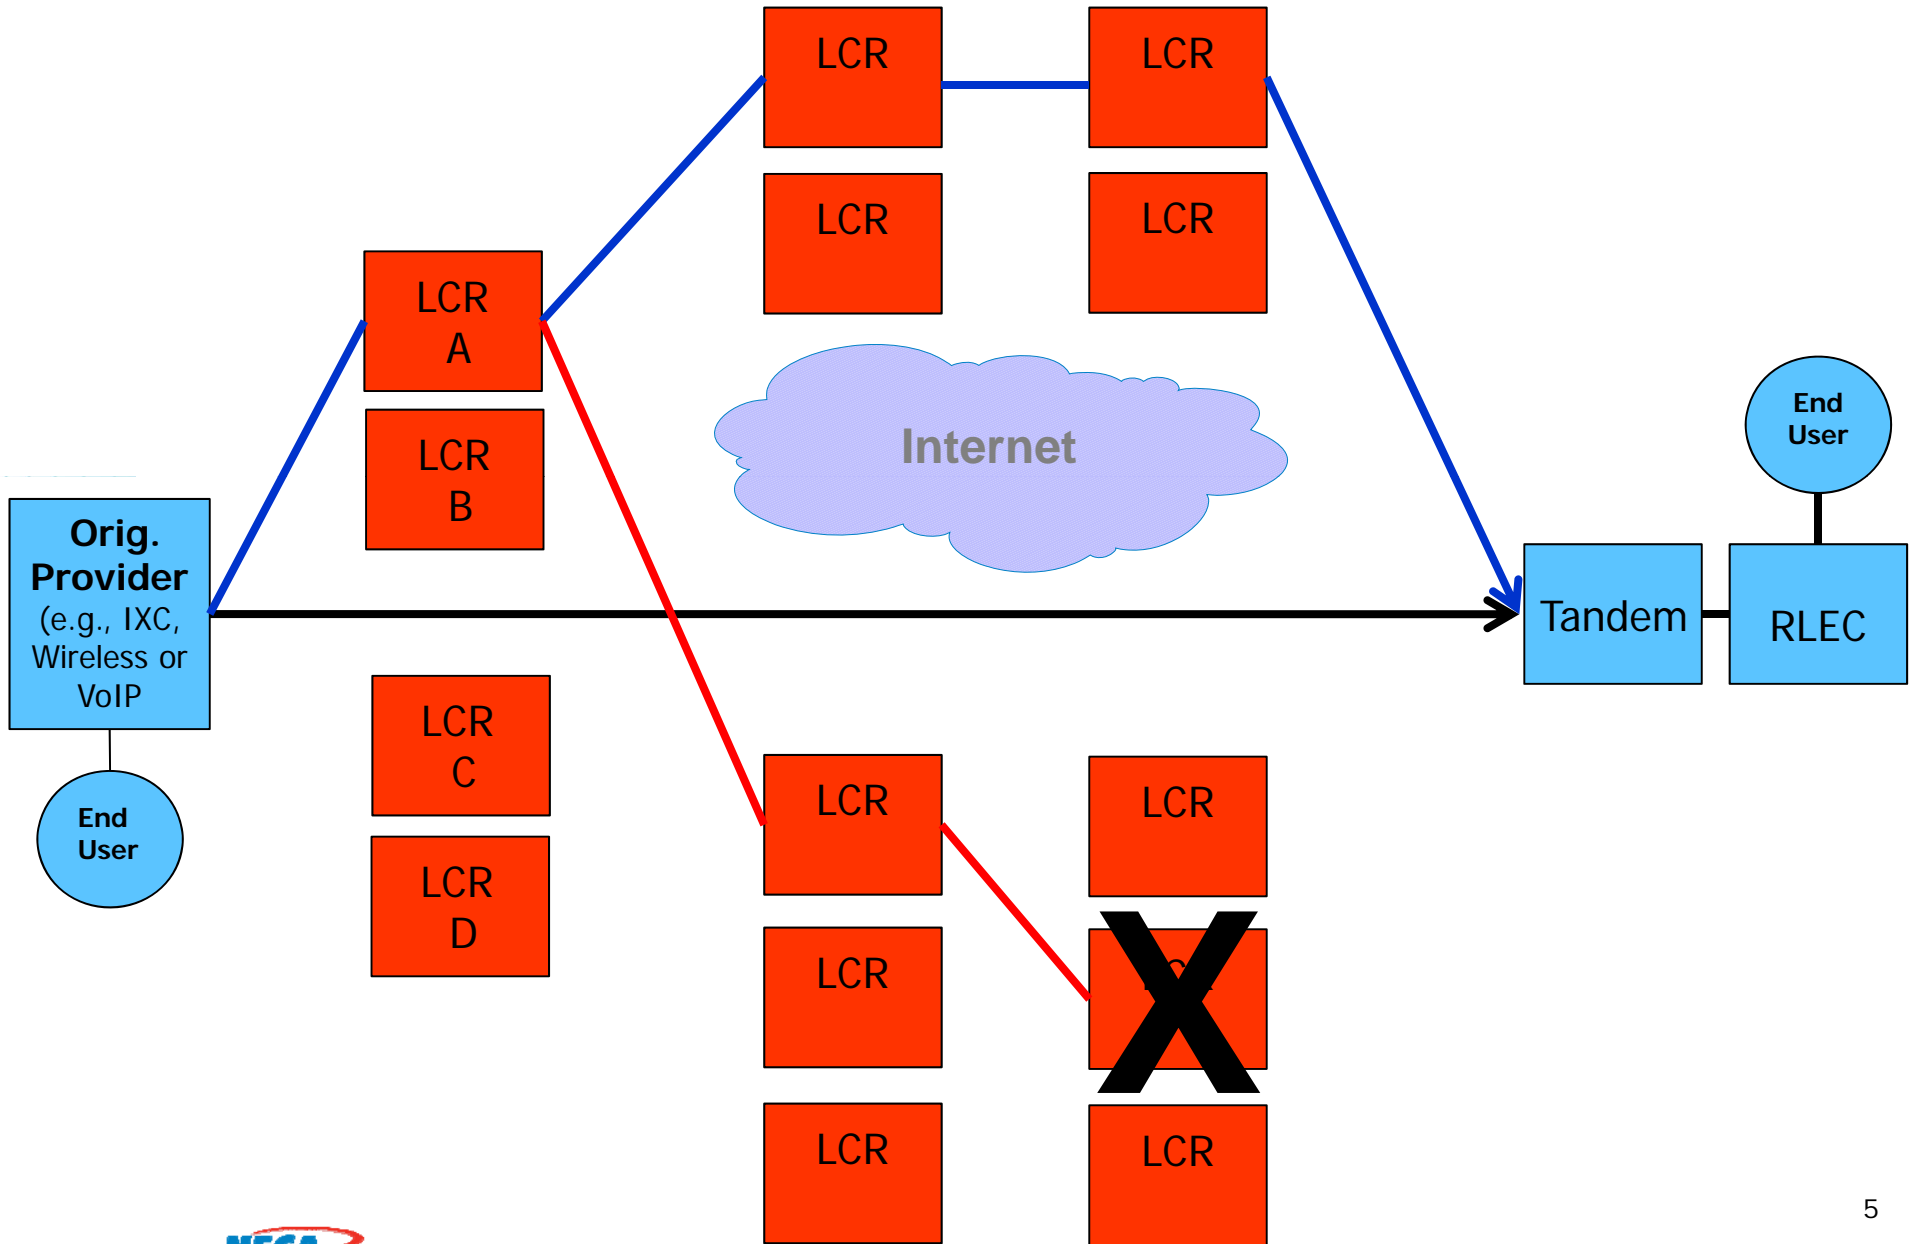 LCR
LCR
LCR
LCR
LCR
A
LCR
B
Internet
End
User
Orig.
Provider
(e.g., IXC,
Wireless or
VoIP
Tandem
RLEC
LCR
C
LCR
D
End
User
LCR
LCR
LCR
LCR
LCR
5
NECA